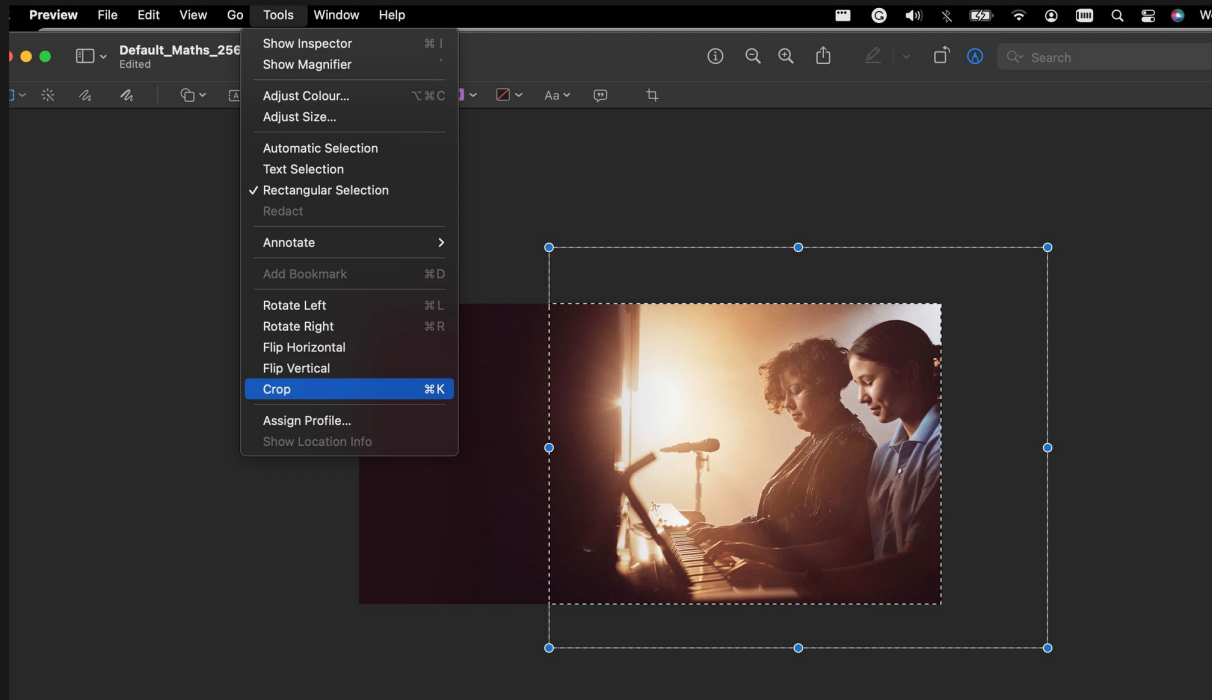 Preview File Edit View Go Tools Window Help
Default_Maths_256
Edited
Search
Aa
Show Inspector ⌘ I
Show Magnifier `
Adjust Colour... ⌥⌘C
Adjust Size...
Automatic Selection
Text Selection
✓ Rectangular Selection
Redact
Annotate >
Add Bookmark ⌘D
Rotate Left ⌘L
Rotate Right ⌘R
Flip Horizontal
Flip Vertical
Crop ⌘K
Assign Profile...
Show Location Info